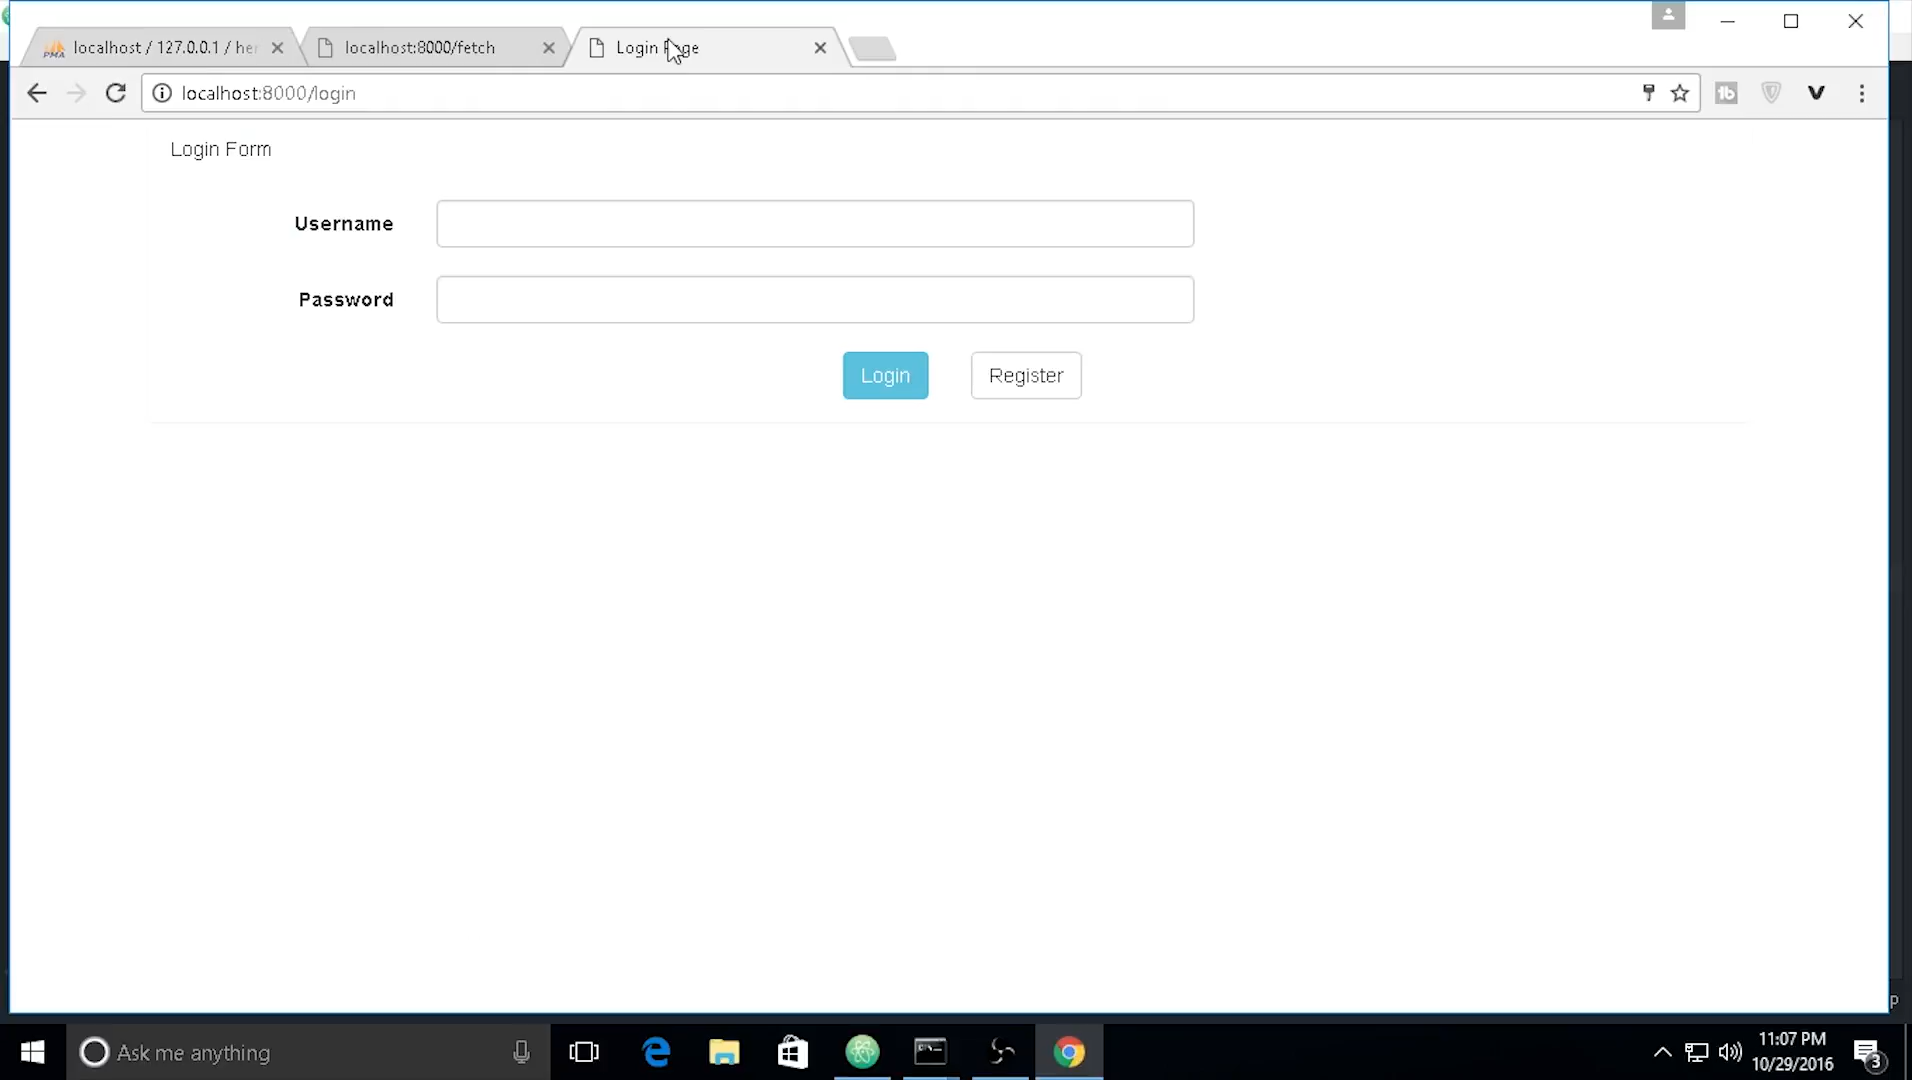 localhost / 127.0.0.1 / her
localhost:8000/fetch
Login Page
localhost:8000/login
Login Form
Username
Password
Login
Register
Ask me anything
11:07 PM
10/29/2016
3